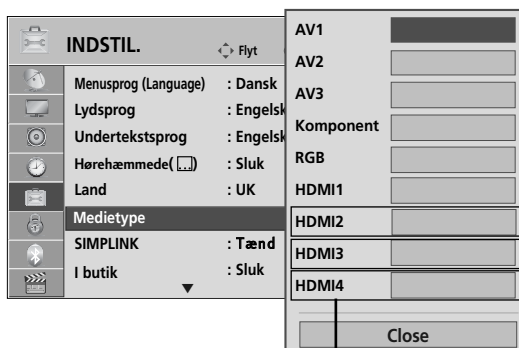 INDSTIL.
Flyt
Menusprog (Language) : Dansk
Lydsprog : Engelsk
Undertekstsprog : Engelsk
Hørehæmmede( ) : Sluk
Land : UK
Medietype
SIMPLINK : Tænd
I butik : Sluk
AV1
AV2
AV3
Komponent
RGB
HDMI1
HDMI2
HDMI3
HDMI4
Close